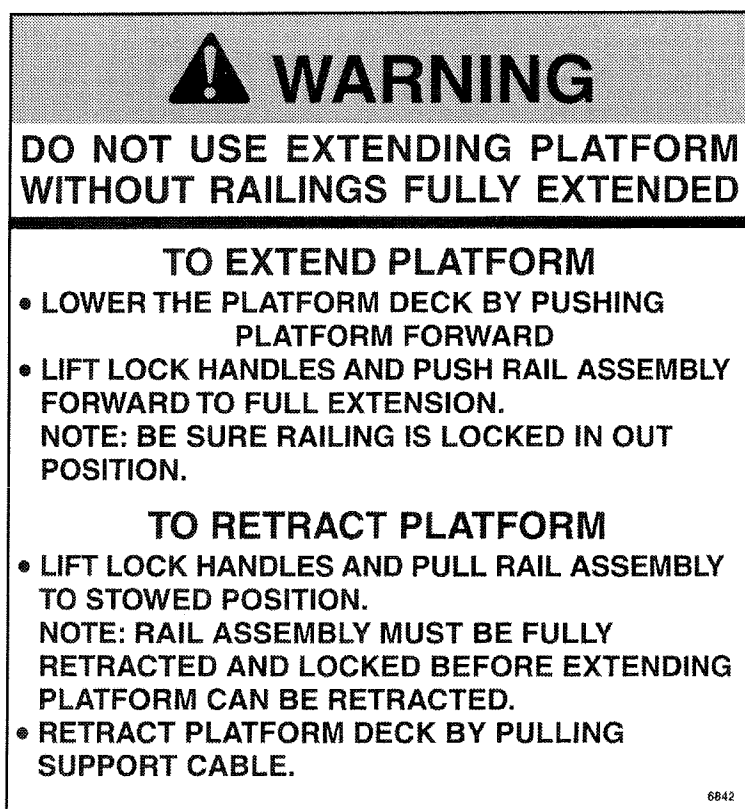 WARNING
DO NOT USE EXTENDING PLATFORM
WITHOUT RAILINGS FULLY EXTENDED
TO EXTEND PLATFORM
• LOWER THE PLATFORM DECK BY PUSHING
PLATFORM FORWARD
• LIFT LOCK HANDLES AND PUSH RAIL ASSEMBLY
FORWARD TO FULL EXTENSION.
NOTE: BE SURE RAILING IS LOCKED IN OUT
POSITION.
TO RETRACT PLATFORM
• LIFT LOCK HANDLES AND PULL RAIL ASSEMBLY
TO STOWED POSITION.
NOTE: RAIL ASSEMBLY MUST BE FULLY
RETRACTED AND LOCKED BEFORE EXTENDING
PLATFORM CAN BE RETRACTED.
• RETRACT PLATFORM DECK BY PULLING
SUPPORT CABLE.
6842